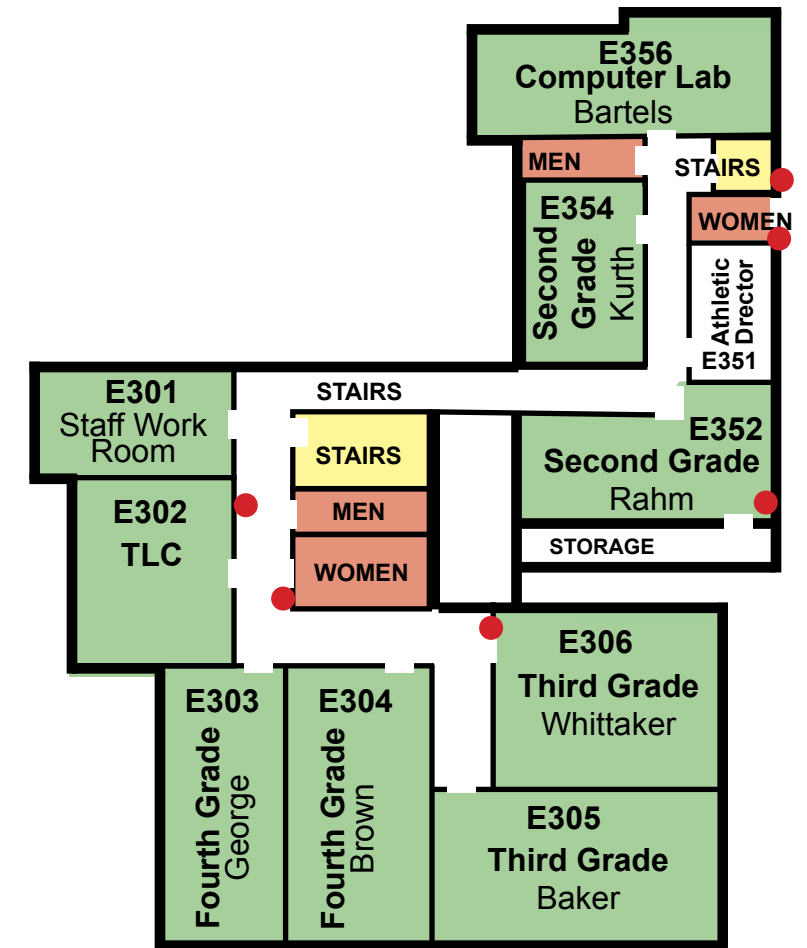 E356
Computer Lab
Bartels
MEN
STAIRS
E354
Second
Grade
Kurth
WOMEN
Athletic
Drector
E351
E301
Staff Work
Room
STAIRS
STAIRS
E352
Second Grade
Rahm
E302
TLC
MEN
STORAGE
WOMEN
E306
Third Grade
Whittaker
E303
Fourth Grade
George
E304
Fourth Grade
Brown
E305
Third Grade
Baker